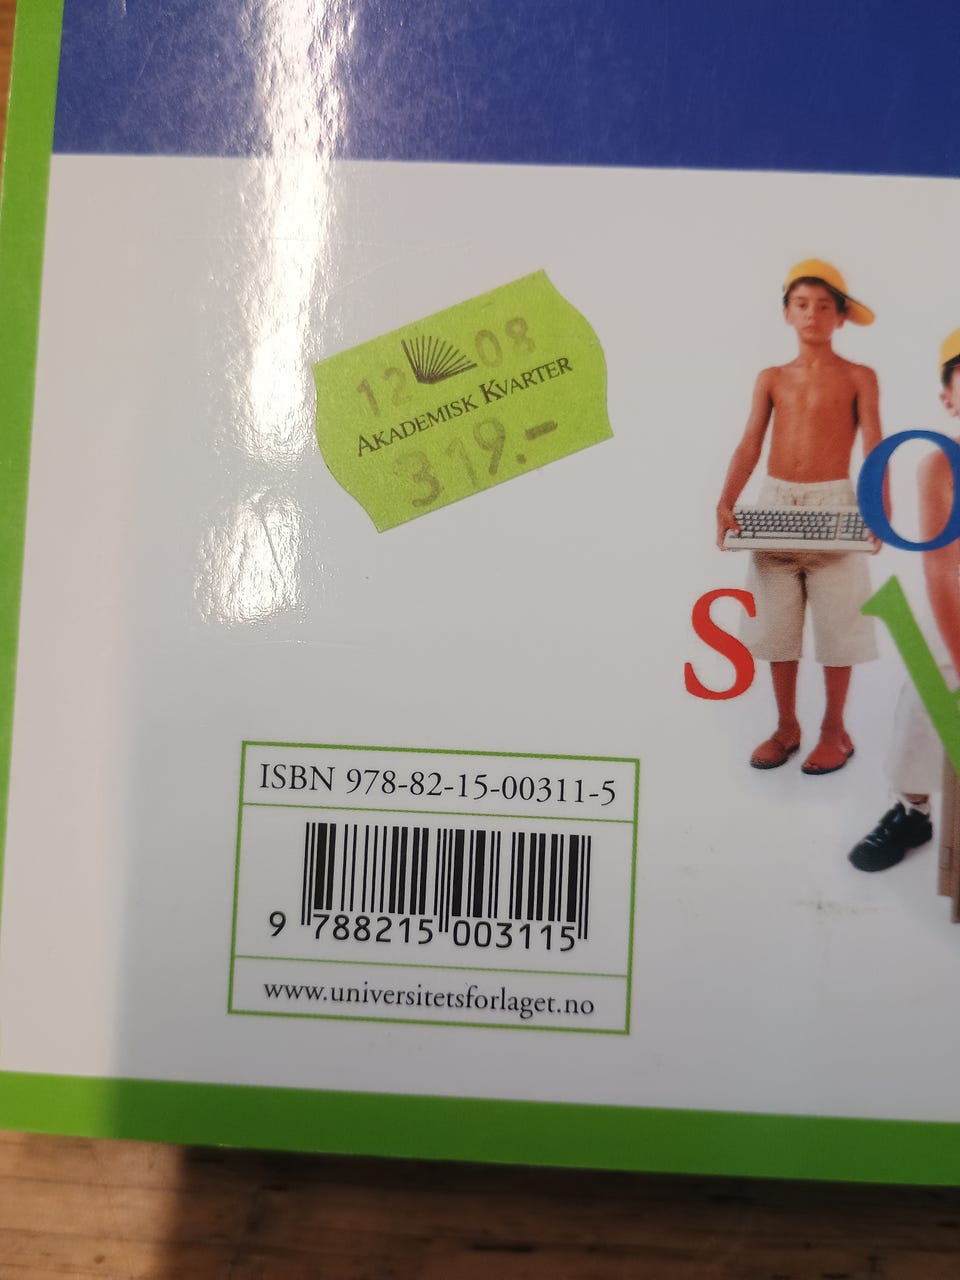 12 08
AKADEMISK KVARTER
319.-
O
S
V
ISBN 978-82-15-00311-5
9 788215 003115
www.universitetsforlaget.no